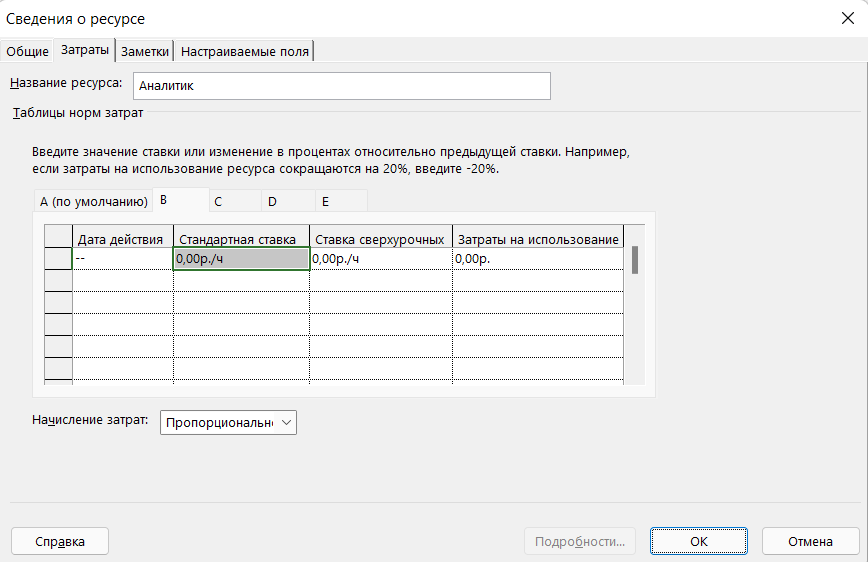 Сведения о ресурсе
Общие Затраты Заметки Настраиваемые поля
Название ресурса: Аналитик
Таблицы норм затрат
Введите значение ставки или изменение в процентах относительно предыдущей ставки. Например,
если затраты на использование ресурса сокращаются на 20%, введите -20%.
A (по умолчанию) B C D E
Дата действия Стандартная ставка Ставка сверхурочных Затраты на использование
-- 0,00р./ч 0,00р./ч 0,00р.
Начисление затрат: Пропорциональн
Справка Подробности... ОК Отмена